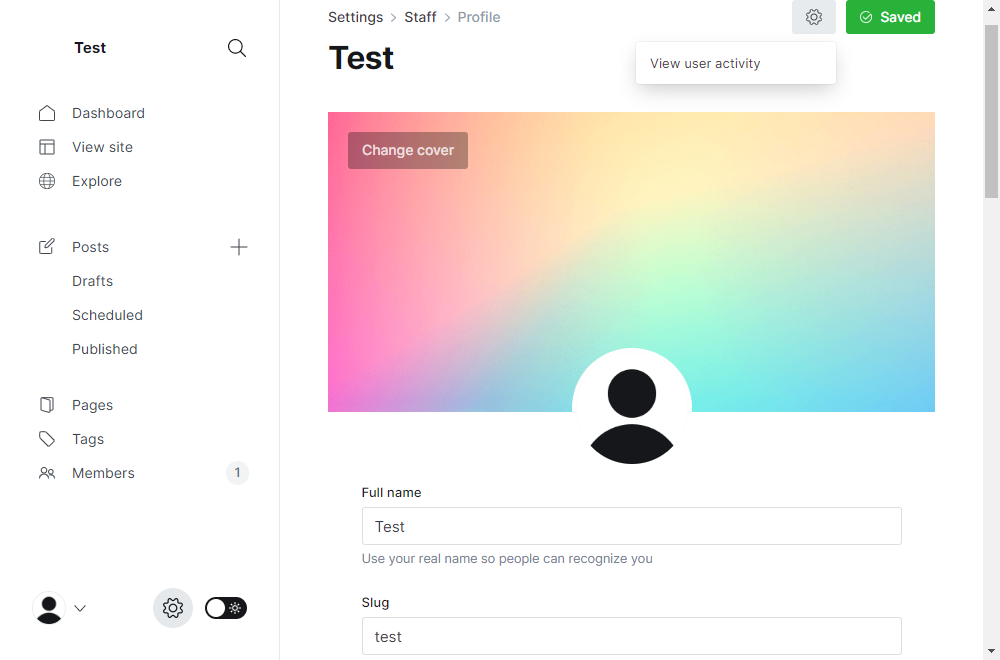 Test
Dashboard
View site
Explore
Posts
Drafts
Scheduled
Published
Pages
Tags
Members 1
Settings > Staff > Profile
Saved
Test
View user activity
Change cover
Full name
Test
Use your real name so people can recognize you
Slug
test